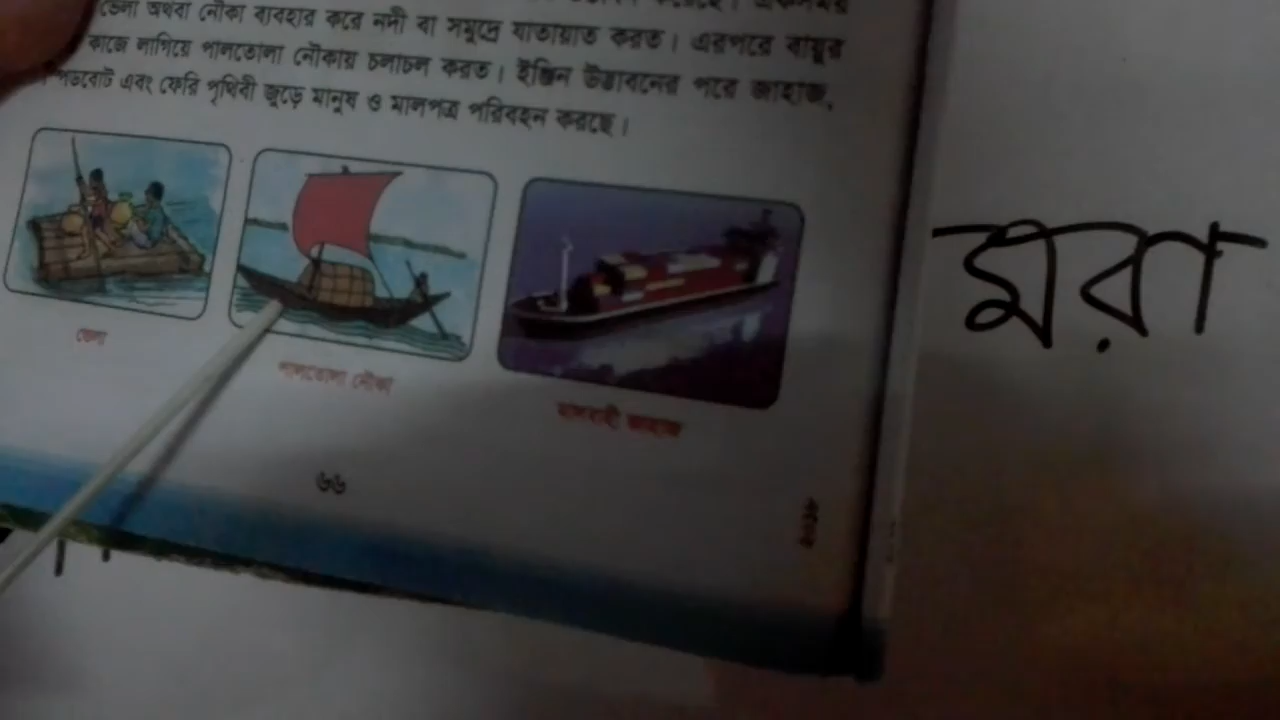 ভেলা অথবা নৌকা ব্যবহার করে নদী বা সমুদ্রে যাতায়াত করত। এরপরে বায়ুর
কাজে লাগিয়ে পালতোলা নৌকায় চলাচল করত। ইঞ্জিন উদ্ভাবনের পরে জাহাজ,
এবং ফেরি পৃথিবী জুড়ে মানুষ ও মালপত্র পরিবহন করছে।
ভেলা
পালতোলা নৌকা
মালবাহী জাহাজ
৬৬
মরা